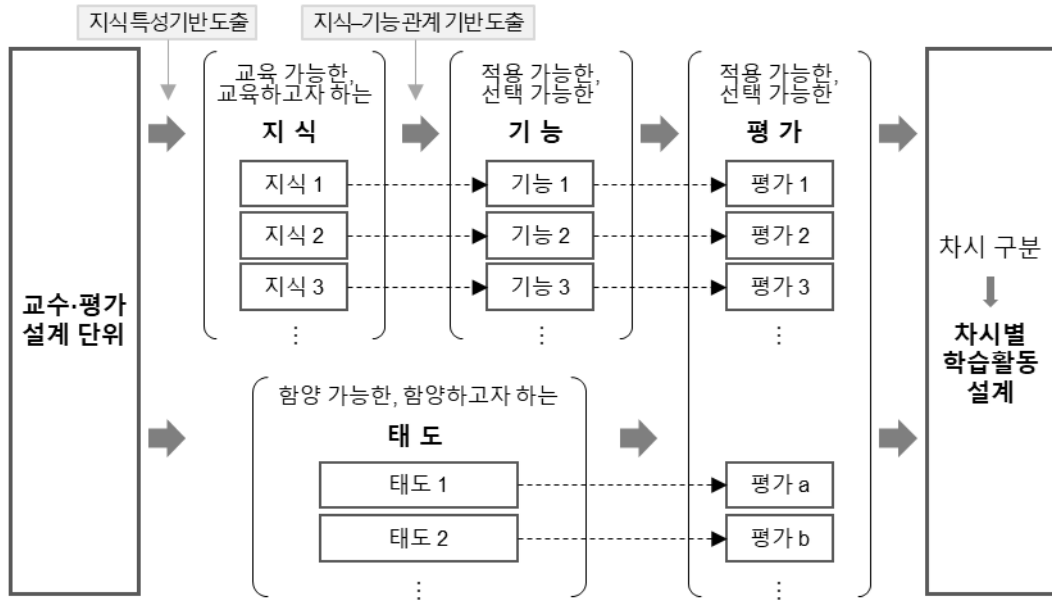 지식 특성기반 도출
지식–기능 관계 기반 도출
교수·평가
설계 단위
교육 가능한,
교육하고자 하는
지 식
지식 1
지식 2
지식 3
⋮
적용 가능한,
선택 가능한
기 능
기능 1
기능 2
기능 3
⋮
적용 가능한,
선택 가능한
평 가
평가 1
평가 2
평가 3
⋮
함양 가능한, 함양하고자 하는
태 도
태도 1
태도 2
⋮
평가 a
평가 b
⋮
차시 구분
차시별
학습활동
설계